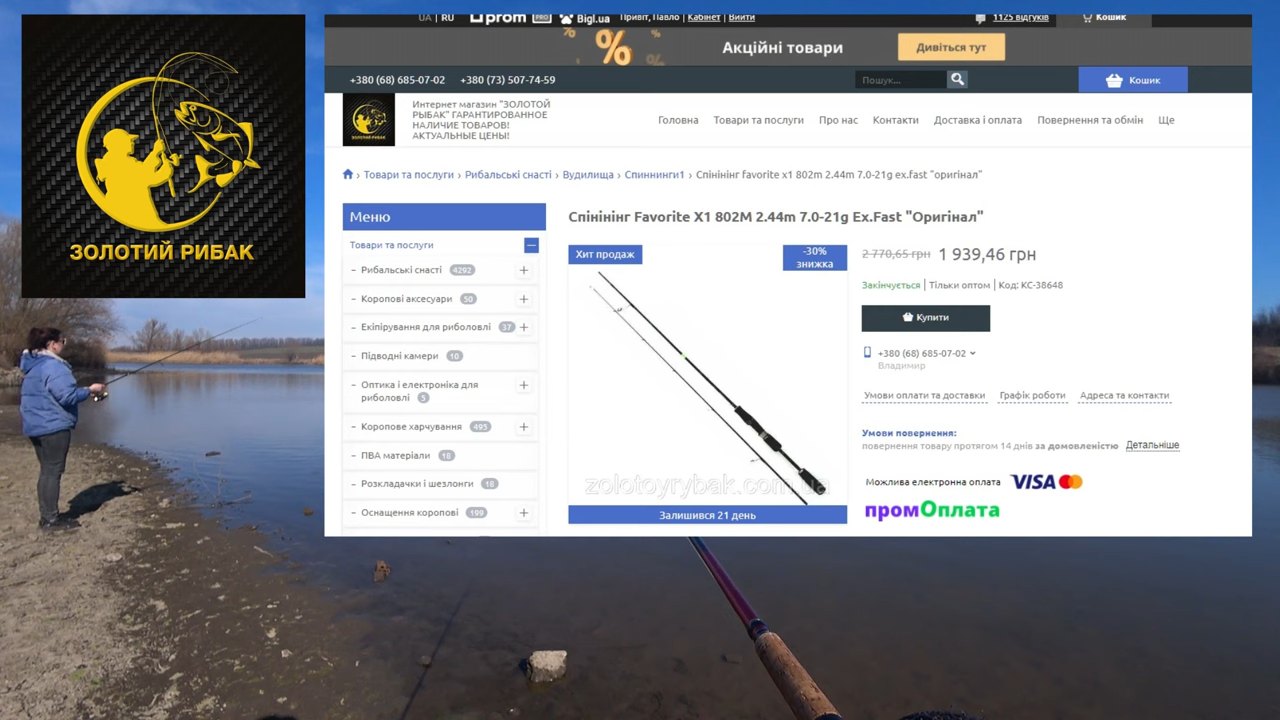 UA | RU prom PRO Bigl.ua Привіт, Павло | Кабінет | Вийти 1125 відгуків Кошик
% Акційні товари Дивіться тут
+380 (68) 685-07-02 +380 (73) 507-74-59 Пошук... Кошик
Интернет магазин "ЗОЛОТОЙ
РЫБАК" ГАРАНТИРОВАННОЕ
НАЛИЧИЕ ТОВАРОВ!
АКТУАЛЬНЫЕ ЦЕНЫ!
Головна Товари та послуги Про нас Контакти Доставка і оплата Повернення та обмін Ще
ЗОЛОТИЙ РИБАК
Товари та послуги › Рибальські снасті › Вудилища › Спиннинги1 › Спінінінг favorite x1 802m 2.44m 7.0-21g ex.fast "оригінал"
Меню
Товари та послуги
– Рибальські снасті 4292 +
– Коропові аксесуари 50 +
– Екіпірування для риболовлі 37 +
– Підводні камери 10
– Оптика і електроніка для
риболовлі 5 +
– Коропове харчування 495 +
– ПВА матеріали 18
– Розкладачки і шезлонги 18
– Оснащення коропові 199 +
Спінінінг Favorite X1 802M 2.44m 7.0-21g Ex.Fast "Оригінал"
Хит продаж
-30%
знижка
zolotoyrybak.com.ua
Залишився 21 день
2 770,65 грн 1 939,46 грн
Закінчується | Тільки оптом | Код: КС-38648
Купити
+380 (68) 685-07-02
Владимир
Умови оплати та доставки Графік роботи Адреса та контакти
Умови повернення:
повернення товару протягом 14 днів за домовленістю Детальніше
Можлива електронна оплата VISA
промОплата